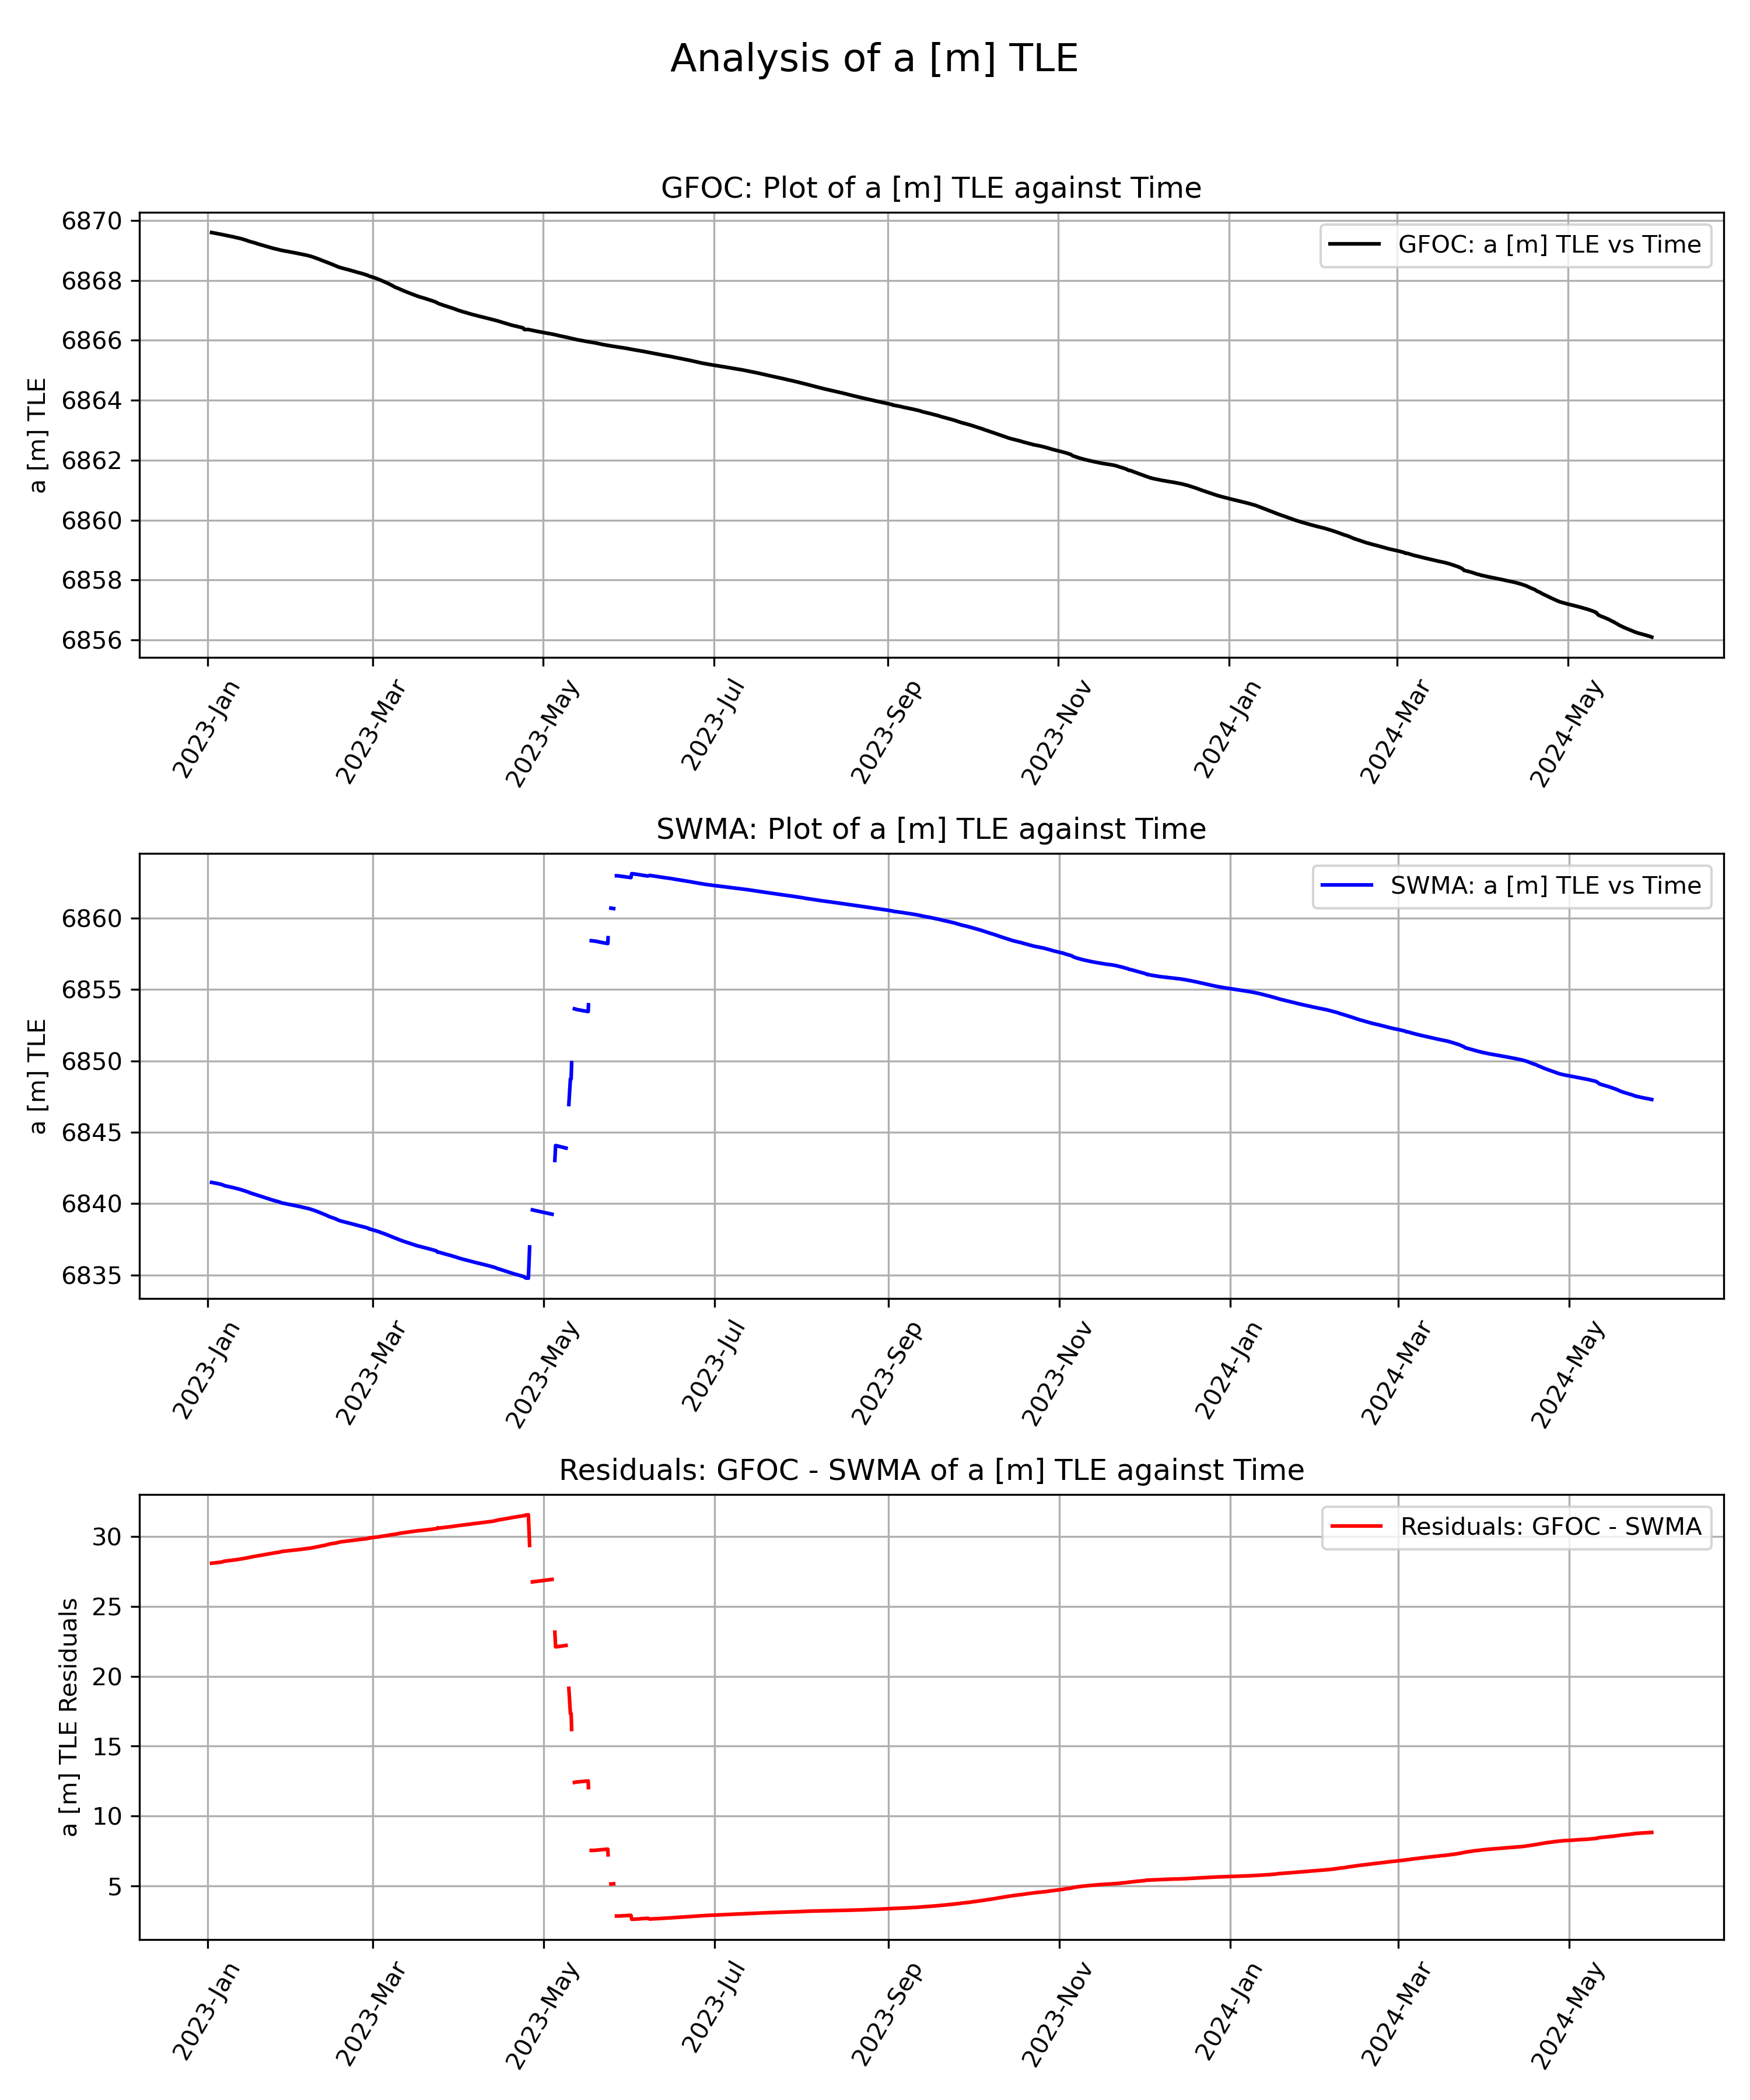 Analysis of a [m] TLE
GFOC: Plot of a [m] TLE against Time
GFOC: a [m] TLE vs Time
a [m] TLE
6870
6868
6866
6864
6862
6860
6858
6856
2023-Jan
2023-Mar
2023-May
2023-Jul
2023-Sep
2023-Nov
2024-Jan
2024-Mar
2024-May
SWMA: Plot of a [m] TLE against Time
SWMA: a [m] TLE vs Time
a [m] TLE
6860
6855
6850
6845
6840
6835
2023-Jan
2023-Mar
2023-May
2023-Jul
2023-Sep
2023-Nov
2024-Jan
2024-Mar
2024-May
Residuals: GFOC - SWMA of a [m] TLE against Time
Residuals: GFOC - SWMA
a [m] TLE Residuals
30
25
20
15
10
5
2023-Jan
2023-Mar
2023-May
2023-Jul
2023-Sep
2023-Nov
2024-Jan
2024-Mar
2024-May